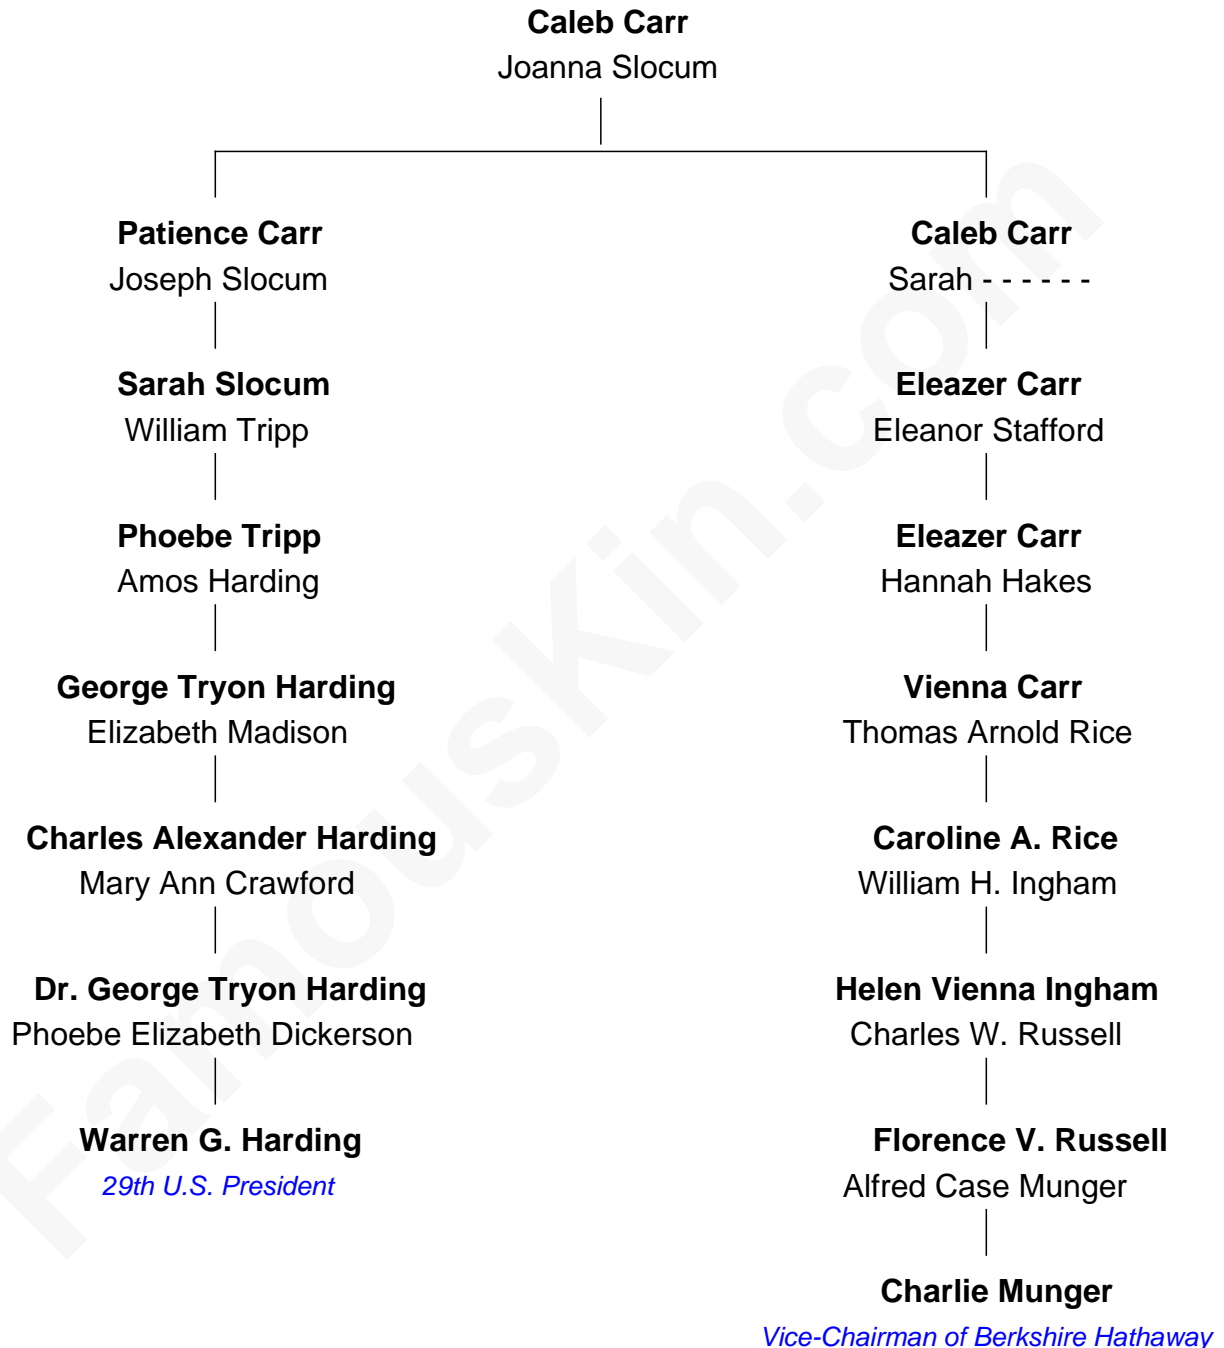 Caleb Carr
Joanna Slocum
Patience Carr
Joseph Slocum
Caleb Carr
Sarah - - - - - -
Sarah Slocum
William Tripp
Eleazer Carr
Eleanor Stafford
Phoebe Tripp
Amos Harding
Eleazer Carr
Hannah Hakes
George Tryon Harding
Elizabeth Madison
Vienna Carr
Thomas Arnold Rice
Charles Alexander Harding
Mary Ann Crawford
Caroline A. Rice
William H. Ingham
Dr. George Tryon Harding
Phoebe Elizabeth Dickerson
Helen Vienna Ingham
Charles W. Russell
Warren G. Harding
29th U.S. President
Florence V. Russell
Alfred Case Munger
Charlie Munger
Vice-Chairman of Berkshire Hathaway
FamousKin.com